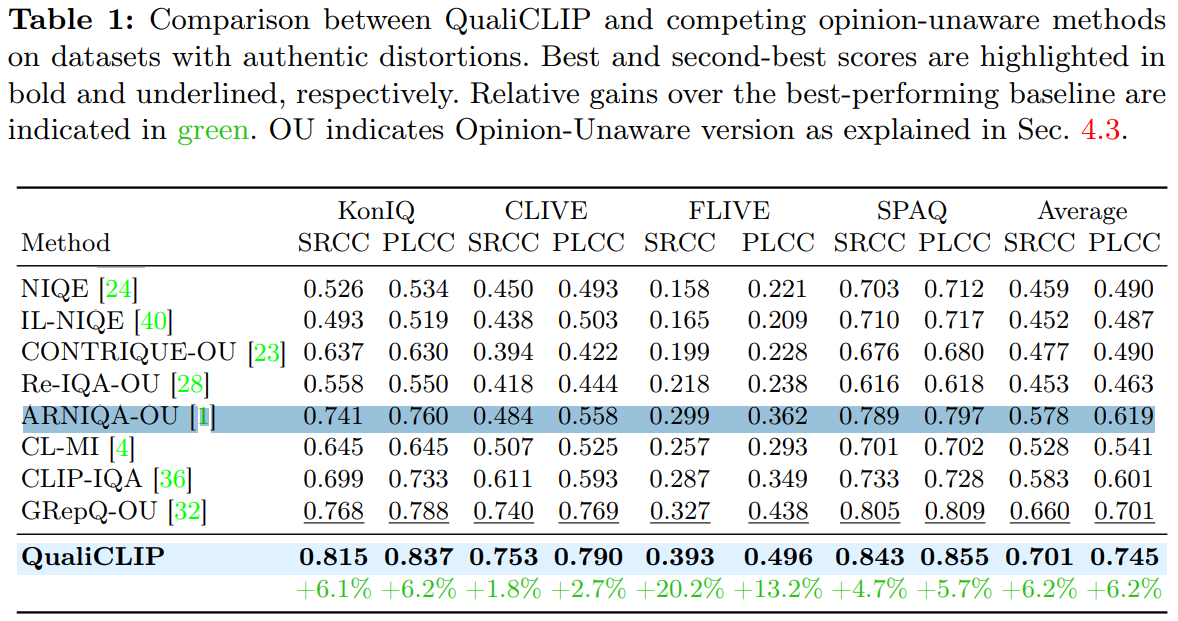 Table 1: Comparison between QualiCLIP and competing opinion-unaware methods
on datasets with authentic distortions. Best and second-best scores are highlighted in
bold and underlined, respectively. Relative gains over the best-performing baseline are
indicated in green. OU indicates Opinion-Unaware version as explained in Sec. 4.3.
KonIQ CLIVE FLIVE SPAQ Average
Method SRCC PLCC SRCC PLCC SRCC PLCC SRCC PLCC SRCC PLCC
NIQE [24] 0.526 0.534 0.450 0.493 0.158 0.221 0.703 0.712 0.459 0.490
IL-NIQE [40] 0.493 0.519 0.438 0.503 0.165 0.209 0.710 0.717 0.452 0.487
CONTRIQUE-OU [23] 0.637 0.630 0.394 0.422 0.199 0.228 0.676 0.680 0.477 0.490
Re-IQA-OU [28] 0.558 0.550 0.418 0.444 0.218 0.238 0.616 0.618 0.453 0.463
ARNIQA-OU [1] 0.741 0.760 0.484 0.558 0.299 0.362 0.789 0.797 0.578 0.619
CL-MI [4] 0.645 0.645 0.507 0.525 0.257 0.293 0.701 0.702 0.528 0.541
CLIP-IQA [36] 0.699 0.733 0.611 0.593 0.287 0.349 0.733 0.728 0.583 0.601
GRepQ-OU [32] 0.768 0.788 0.740 0.769 0.327 0.438 0.805 0.809 0.660 0.701
QualiCLIP 0.815 0.837 0.753 0.790 0.393 0.496 0.843 0.855 0.701 0.745
+6.1% +6.2% +1.8% +2.7% +20.2% +13.2% +4.7% +5.7% +6.2% +6.2%